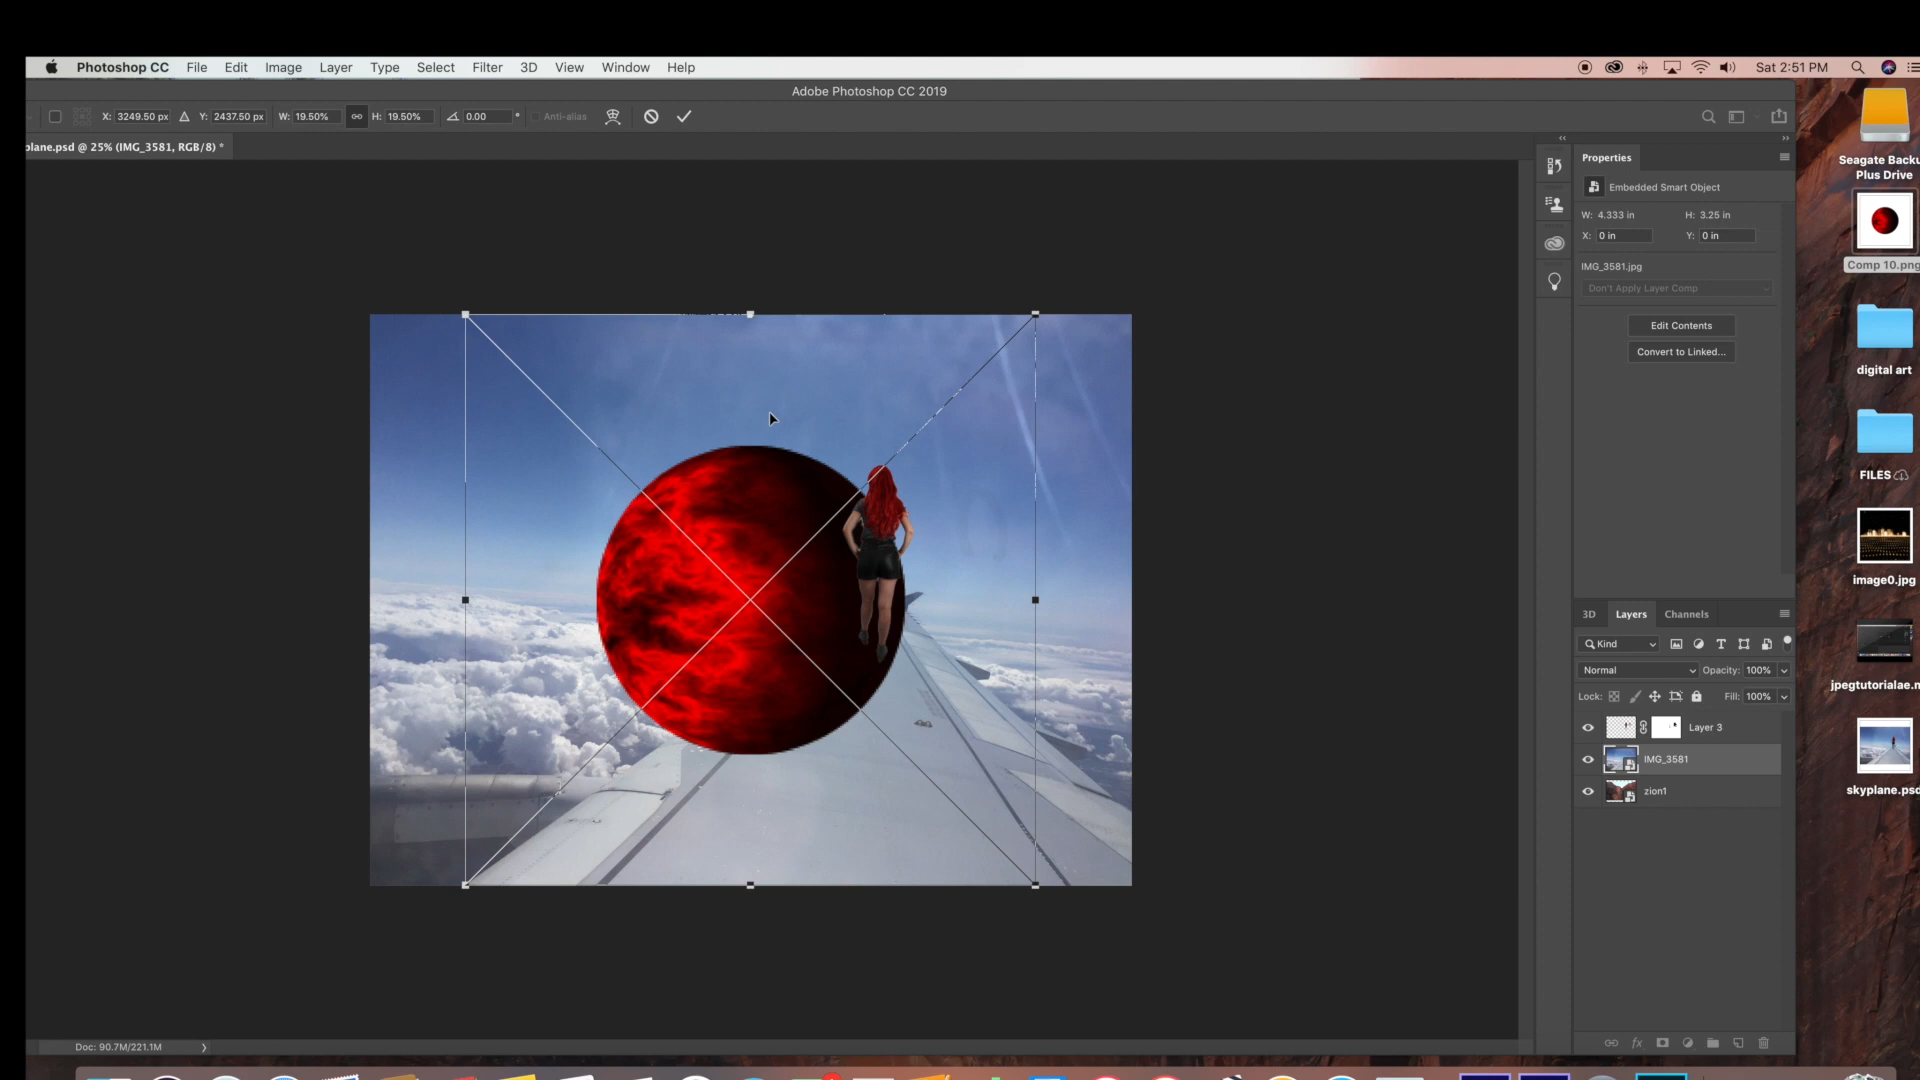 Photoshop CC File Edit Image Layer Type Select Filter 3D View Window Help Sat 2:51 PM
Adobe Photoshop CC 2019
X: 3249.50 px Y: 2437.50 px W: 19.50% H: 19.50% 0.00 ° Anti-alias
plane.psd @ 25% (IMG_3581, RGB/8) *
Properties
Embedded Smart Object
W: 4.333 in H: 3.25 in
X: 0 in Y: 0 in
IMG_3581.jpg
Don't Apply Layer Comp
Edit Contents
Convert to Linked...
3D Layers Channels
Kind
Normal Opacity: 100%
Lock: Fill: 100%
Layer 3
IMG_3581
zion1
fx
Doc: 90.7M/221.1M
Seagate Backu
Plus Drive
Comp 10.png
digital art
FILES
image0.jpg
jpegtutorialae.m
skyplane.psd